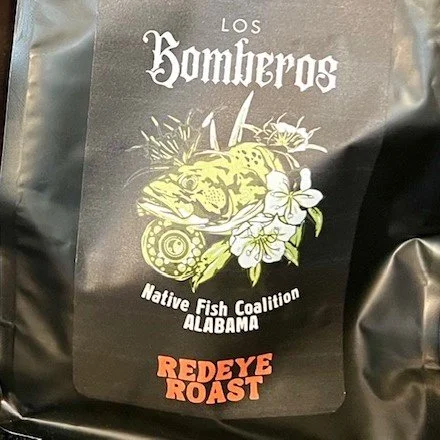 LOS
Bomberos
Native Fish Coalition
ALABAMA
REDEYE
ROAST